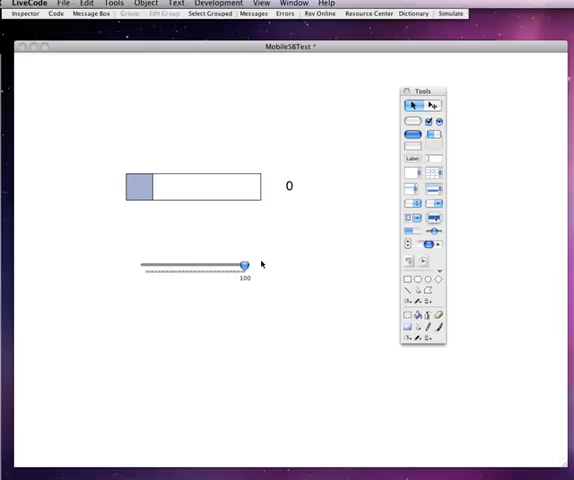 LiveCode File Edit Tools Object Text Development View Window Help
Inspector Code Message Box Group Edit Group Select Grouped Messages Errors Rev Online Resource Center Dictionary Simulate
MobileSBTest *
Tools
Label:
0
100